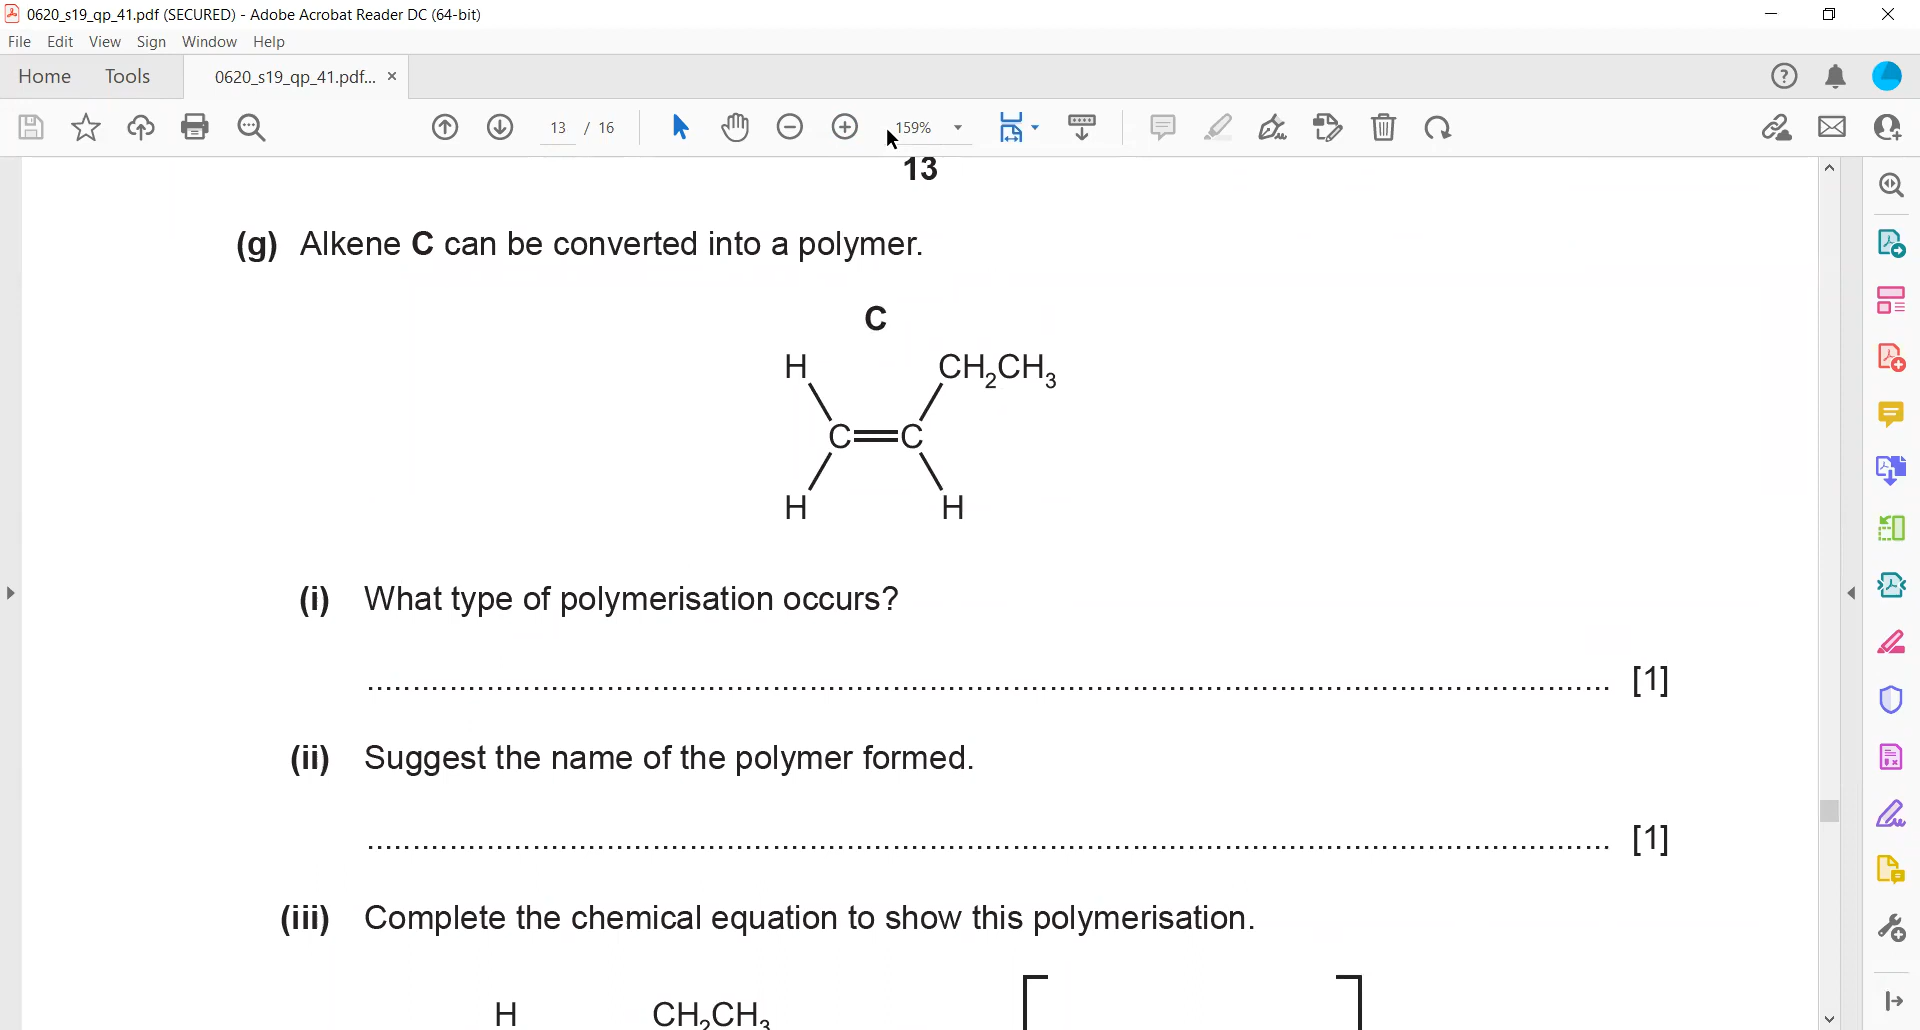 0620_s19_qp_41.pdf (SECURED) - Adobe Acrobat Reader DC (64-bit)
File Edit View Sign Window Help
Home Tools 0620_s19_qp_41.pdf... ×
13 / 16 159%
13
(g) Alkene C can be converted into a polymer.
C
H CH₂CH₃
C=C
H H
(i) What type of polymerisation occurs?
.......................................................................................................................................... [1]
(ii) Suggest the name of the polymer formed.
.......................................................................................................................................... [1]
(iii) Complete the chemical equation to show this polymerisation.
H CH₂CH₃